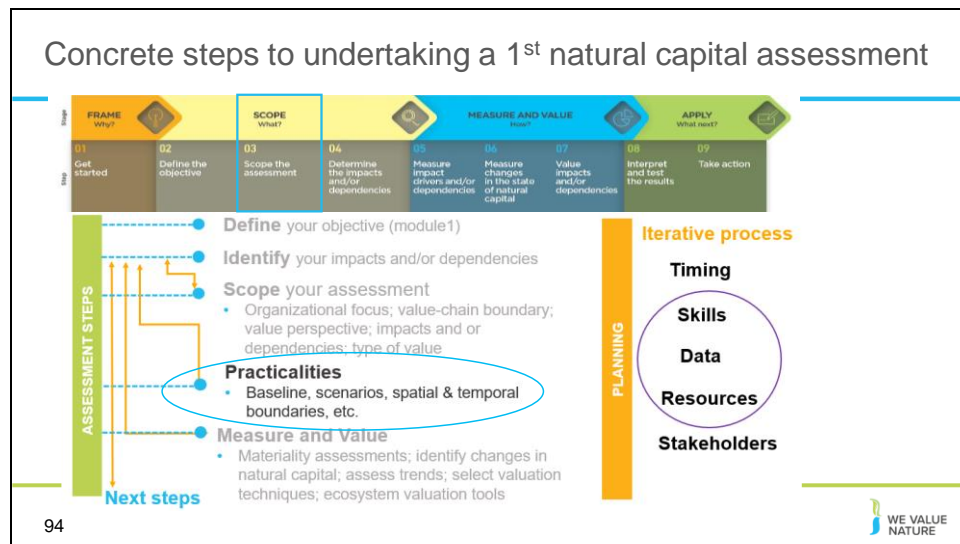 Concrete steps to undertaking a 1st natural capital assessment
Stage
FRAME
Why?
SCOPE
What?
MEASURE AND VALUE
How?
APPLY
What next?
Step
01
Get
started
02
Define the
objective
03
Scope the
assessment
04
Determine
the impacts
and/or
dependencies
05
Measure
impact
drivers and/or
dependencies
06
Measure
changes
in the state
of natural
capital
07
Value
impacts
and/or
dependencies
08
Interpret
and test
the results
09
Take action
ASSESSMENT STEPS
Define your objective (module1)
Identify your impacts and/or dependencies
Scope your assessment
• Organizational focus; value-chain boundary;
value perspective; impacts and or
dependencies; type of value
Practicalities
• Baseline, scenarios, spatial & temporal
boundaries, etc.
Measure and Value
• Materiality assessments; identify changes in
natural capital; assess trends; select valuation
techniques; ecosystem valuation tools
Next steps
PLANNING
Iterative process
Timing
Skills
Data
Resources
Stakeholders
94
WE VALUE
NATURE